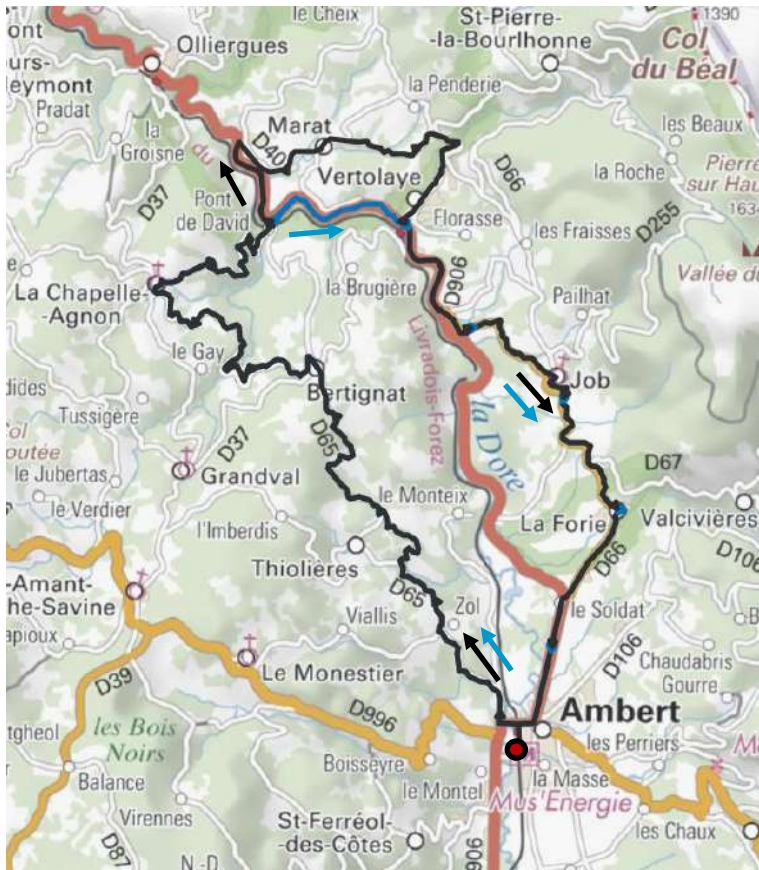 le Cheix
St-Pierre
-la-Bourlhonne
1390
Col
du Béal
ont
ours-
eymont
Olliergues
la Penderie
Pradat
Marat
les Beaux
la
Groisne
D40
du
D66
la Roche
Pierre
sur Hau
D37
Vertolaye
1634
Pont
de David
Florasse
les Fraisses
D255
Vallée du
La Chapelle-
-Agnon
la Brugière
D906
Pailhat
le Gay
Livradois-Forez
Job
dides
Bertignat
la Dore
Tussigère
D65
Col
outée
D37
le Jubertas
Grandval
D67
le Monteix
le Verdier
l'Imberdis
La Forie
Valcivières
Thiolières
D106
D66
-Amant-
he-Savine
D65
Zol
le Soldat
Viallis
apioux
D106
Chaudabris
Gourre
Le Monestier
D39
D996
Ambert
tgheol
les Bois
Noirs
les Perriers
Boisseyre
la Masse
Balance
le Montel
Mus'Energie
Virennes
St-Ferréol
-des-Côtes
les Chaux
D87
906
N.-D.